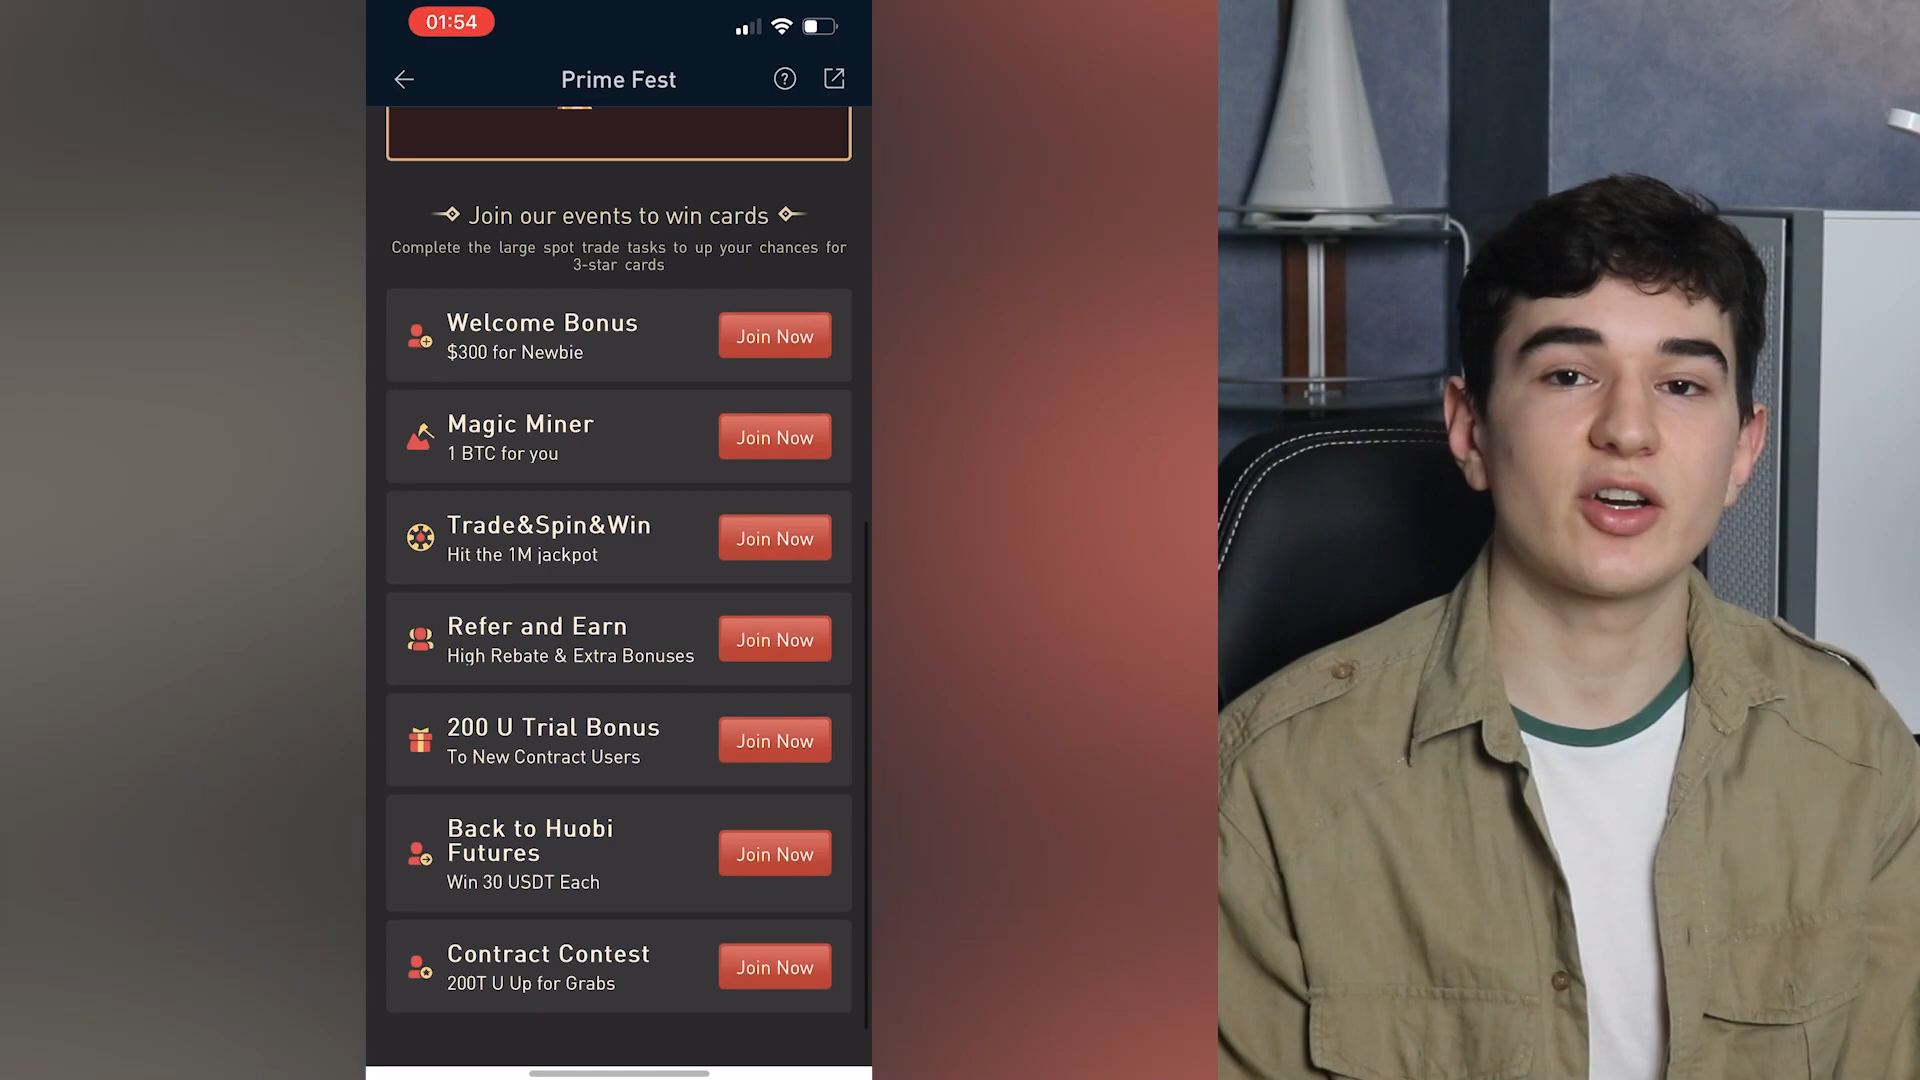 01:54
Prime Fest
Join our events to win cards
Complete the large spot trade tasks to up your chances for
3-star cards
Welcome Bonus
$300 for Newbie
Join Now
Magic Miner
1 BTC for you
Join Now
Trade&Spin&Win
Hit the 1M jackpot
Join Now
Refer and Earn
High Rebate & Extra Bonuses
Join Now
200 U Trial Bonus
To New Contract Users
Join Now
Back to Huobi
Futures
Win 30 USDT Each
Join Now
Contract Contest
200T U Up for Grabs
Join Now